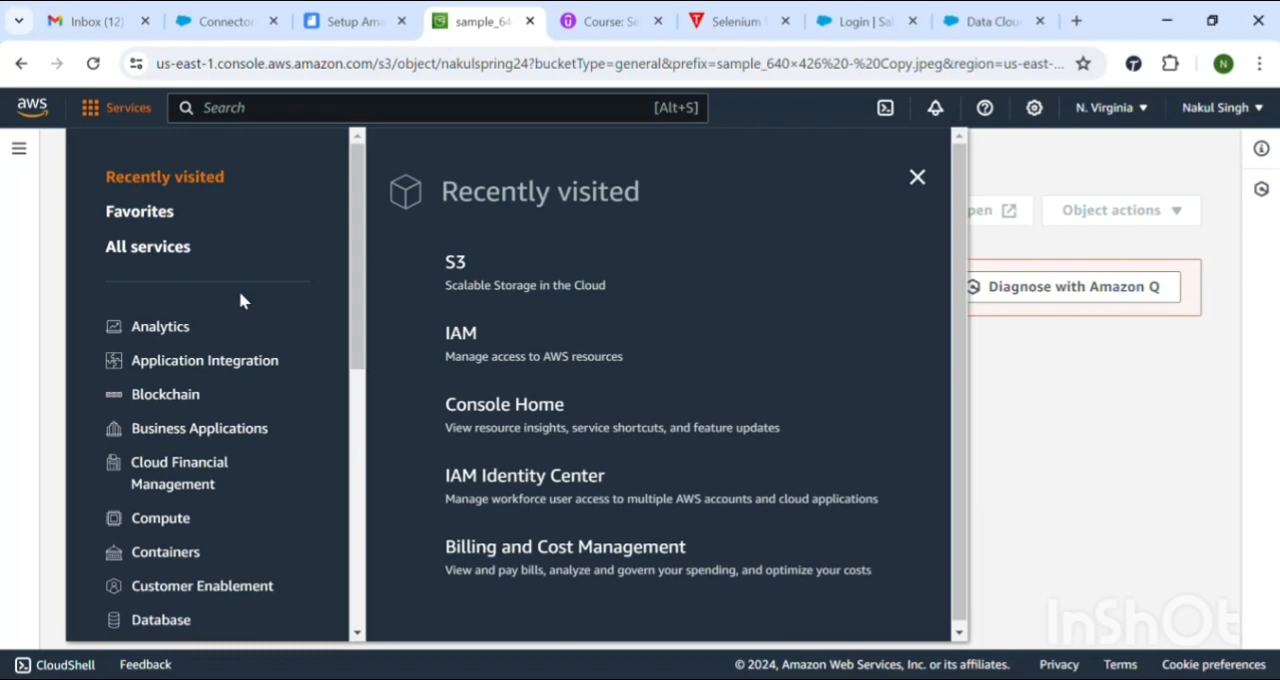 Inbox (12)
Connector
Setup Ama
sample_64
Course: Se
Selenium
Login | Sal
Data Clou
us-east-1.console.aws.amazon.com/s3/object/nakulspring24?bucketType=general&prefix=sample_640×426%20-%20Copy.jpeg&region=us-east-...
N
aws
Services
Search
[Alt+S]
N. Virginia
Nakul Singh
Recently visited
Favorites
All services
Analytics
Application Integration
Blockchain
Business Applications
Cloud Financial
Management
Compute
Containers
Customer Enablement
Database
Recently visited
S3
Scalable Storage in the Cloud
IAM
Manage access to AWS resources
Console Home
View resource insights, service shortcuts, and feature updates
IAM Identity Center
Manage workforce user access to multiple AWS accounts and cloud applications
Billing and Cost Management
View and pay bills, analyze and govern your spending, and optimize your costs
pen
Object actions
Diagnose with Amazon Q
InShOt
CloudShell
Feedback
© 2024, Amazon Web Services, Inc. or its affiliates.
Privacy
Terms
Cookie preferences